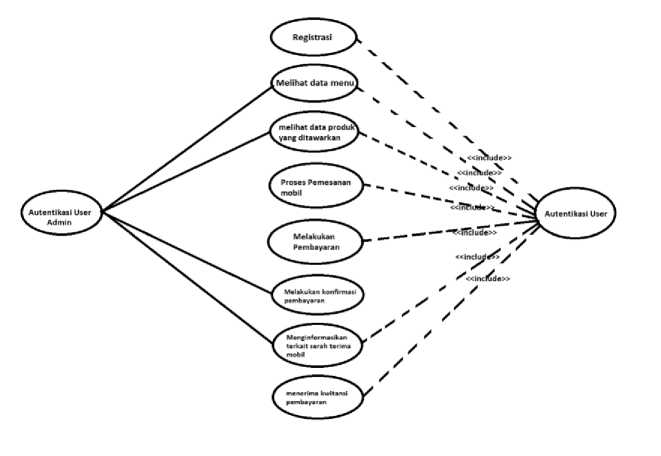 Registrasi
Melihat data menu
melihat data produk
yang ditawarkan
<<include>>
<<include>>
<<include>>
Proses Pemesanan
mobil
<<include>>
Autentikasi User
Admin
Autentikasi User
Melakukan
Pembayaran
<<include>>
<<include>>
<<include>>
Melakukan konfirmasi
pembayaran
Menginformasikan
terkait serah terima
mobil
menerima kwitansi
pembayaran